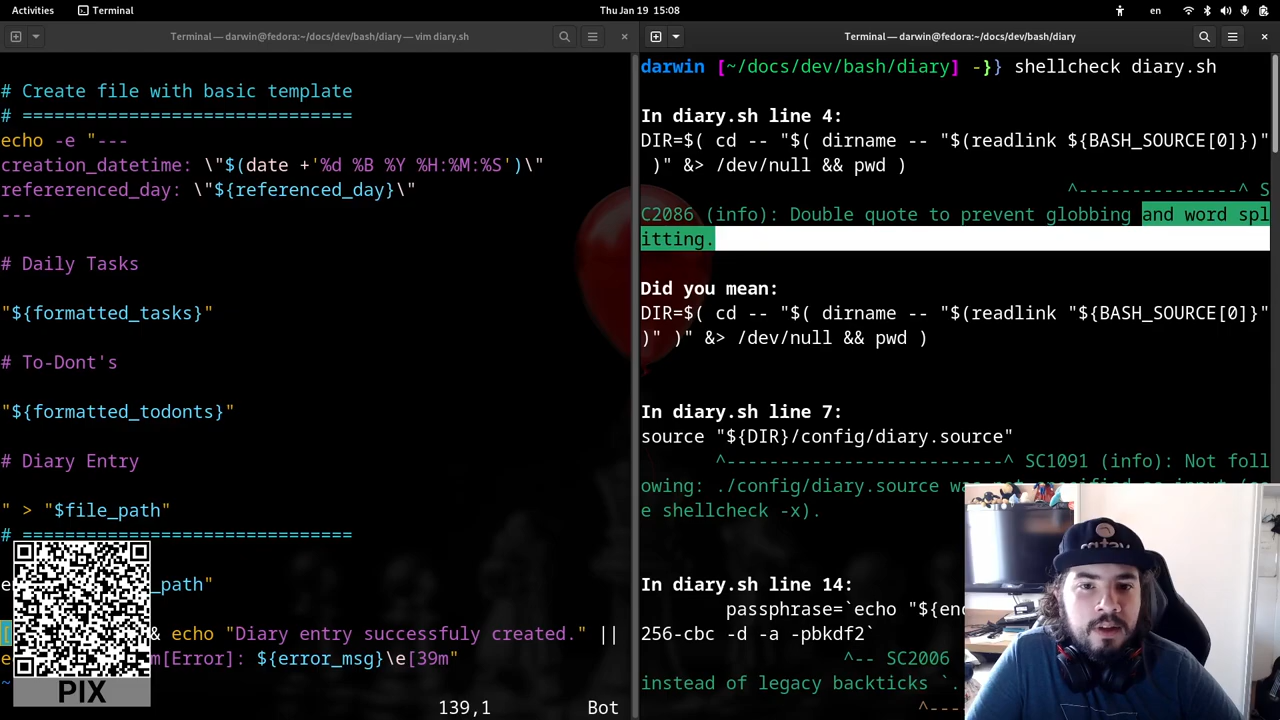 Activities Terminal Thu Jan 19 15:08 en
Terminal — darwin@fedora:~/docs/dev/bash/diary — vim diary.sh
# Create file with basic template
# =============================
echo -e "---
creation_datetime: \"$(date +'%d %B %Y %H:%M:%S')\"
refererenced_day: \"${referenced_day}\"
---
# Daily Tasks
"${formatted_tasks}"
# To-Dont's
"${formatted_todonts}"
# Diary Entry
" > "$file_path"
# =============================
_path"
[ & echo "Diary entry successfuly created." ||
m[Error]: ${error_msg}\e[39m"
~
139,1 Bot
PIX
Terminal — darwin@fedora:~/docs/dev/bash/diary
darwin [~/docs/dev/bash/diary] -}} shellcheck diary.sh
In diary.sh line 4:
DIR=$( cd -- "$( dirname -- "$(readlink ${BASH_SOURCE[0]})"
)" &> /dev/null && pwd )
^---------------^ S
C2086 (info): Double quote to prevent globbing and word spl
itting.
Did you mean:
DIR=$( cd -- "$( dirname -- "$(readlink "${BASH_SOURCE[0]}"
)" )" &> /dev/null && pwd )
In diary.sh line 7:
source "${DIR}/config/diary.source"
^-------------------------^ SC1091 (info): Not foll
owing: ./config/diary.source
e shellcheck -x).
In diary.sh line 14:
passphrase=`echo "${
256-cbc -d -a -pbkdf2`
^-- SC2006
instead of legacy backticks `.
^----